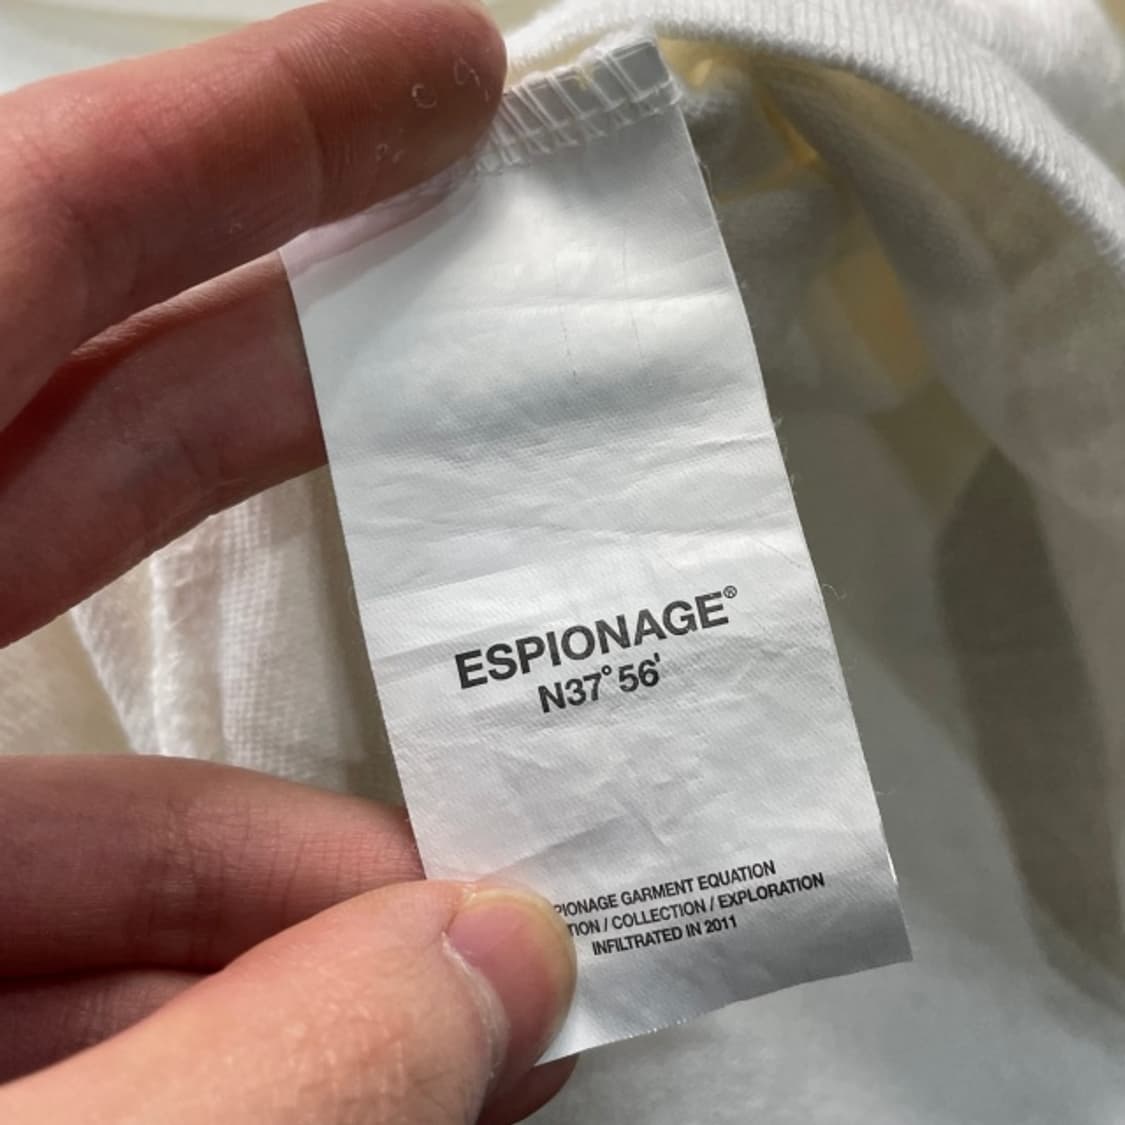 ESPIONAGE®
N37° 56'
PIONAGE GARMENT EQUATION
TION / COLLECTION / EXPLORATION
INFILTRATED IN 2011